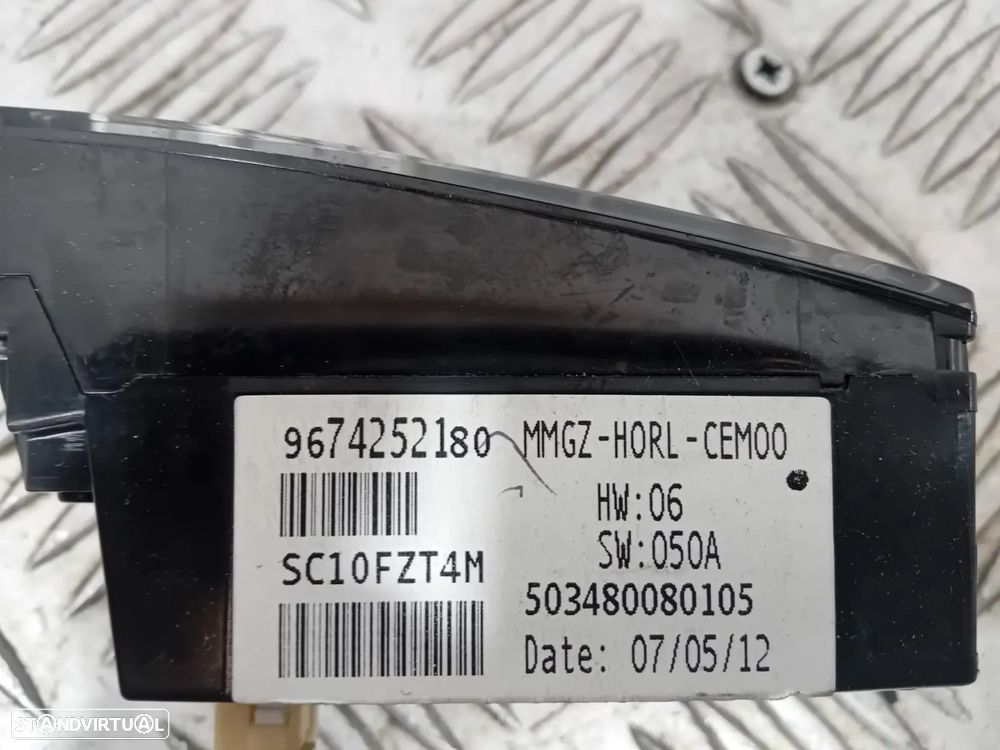 9674252180 MMGZ-HORL-CEM00
HW:06
SW:050A
SC10FZT4M
503480080105
Date: 07/05/12
STANDVIRTUAL